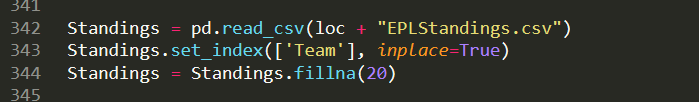 341
342 Standings = pd.read_csv(loc + "EPLStandings.csv")
343 Standings.set_index(['Team'], inplace=True)
344 Standings = Standings.fillna(20)
345